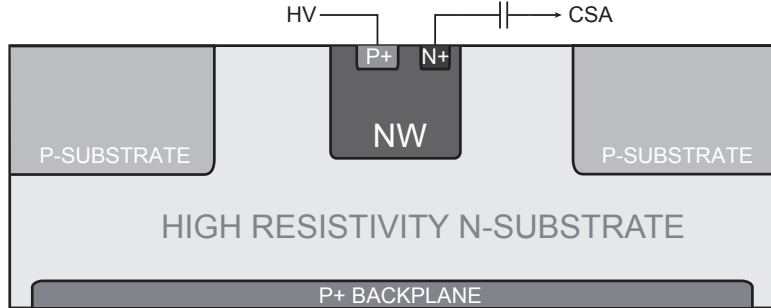 HV
CSA
P+
N+
NW
P-SUBSTRATE
P-SUBSTRATE
HIGH RESISTIVITY N-SUBSTRATE
P+ BACKPLANE